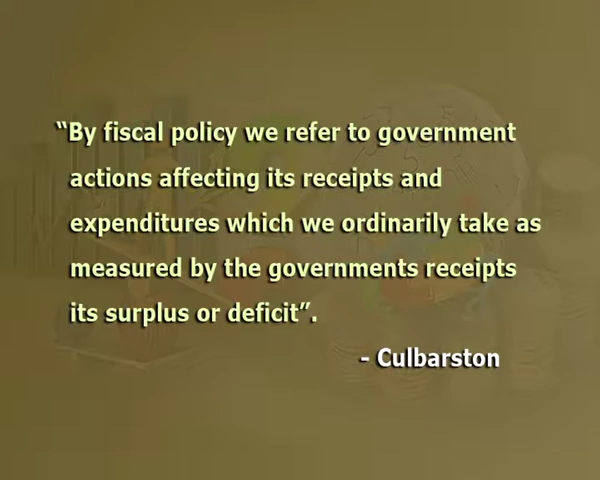 “By fiscal policy we refer to government
actions affecting its receipts and
expenditures which we ordinarily take as
measured by the governments receipts
its surplus or deficit”.
- Culbarston